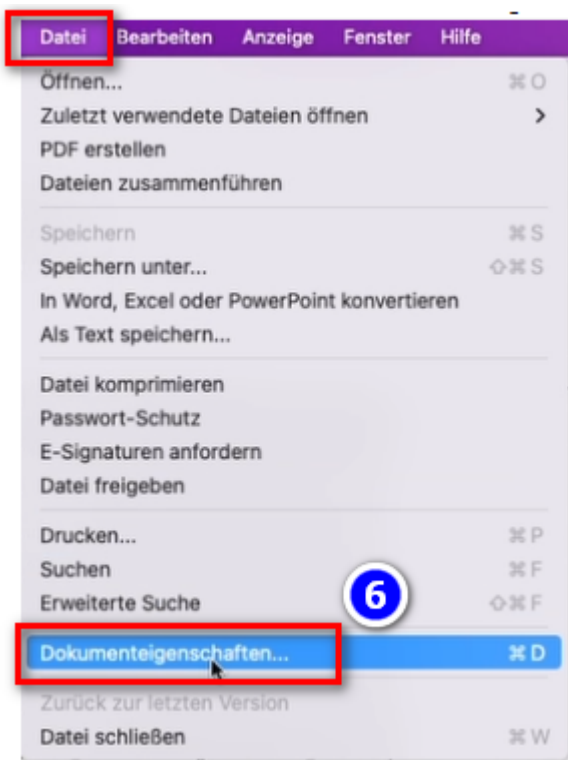 Datei Bearbeiten Anzeige Fenster Hilfe
Öffnen... ⌘ O
Zuletzt verwendete Dateien öffnen >
PDF erstellen
Dateien zusammenführen
Speichern ⌘ S
Speichern unter... ⇧⌘ S
In Word, Excel oder PowerPoint konvertieren
Als Text speichern...
Datei komprimieren
Passwort-Schutz
E-Signaturen anfordern
Datei freigeben
Drucken... ⌘ P
Suchen ⌘ F
6
Erweiterte Suche ⇧⌘ F
Dokumenteigenschaften... ⌘ D
Zurück zur letzten Version
Datei schließen ⌘ W